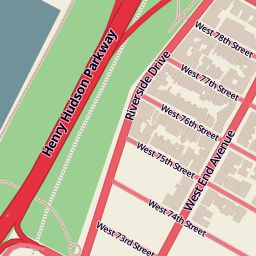 West 78th Street
Henry Hudson Parkway
Riverside Drive
West 77th Street
West 76th Street
West 75th Street
West End Avenue
West 74th Street
West 73rd Street